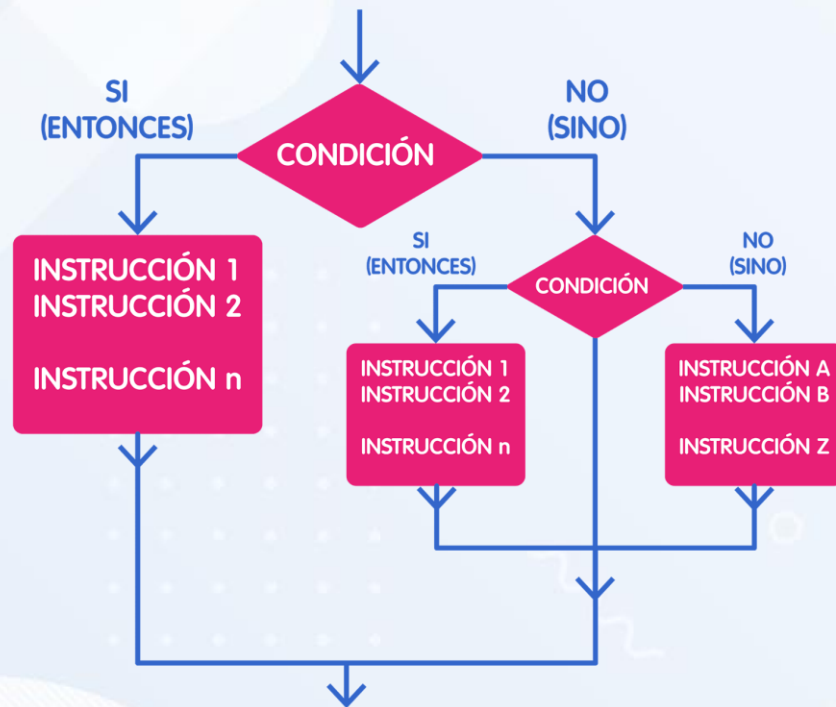 SI
(ENTONCES)
CONDICIÓN
NO
(SINO)
INSTRUCCIÓN 1
INSTRUCCIÓN 2
INSTRUCCIÓN n
SI
(ENTONCES)
CONDICIÓN
NO
(SINO)
INSTRUCCIÓN 1
INSTRUCCIÓN 2
INSTRUCCIÓN n
INSTRUCCIÓN A
INSTRUCCIÓN B
INSTRUCCIÓN Z